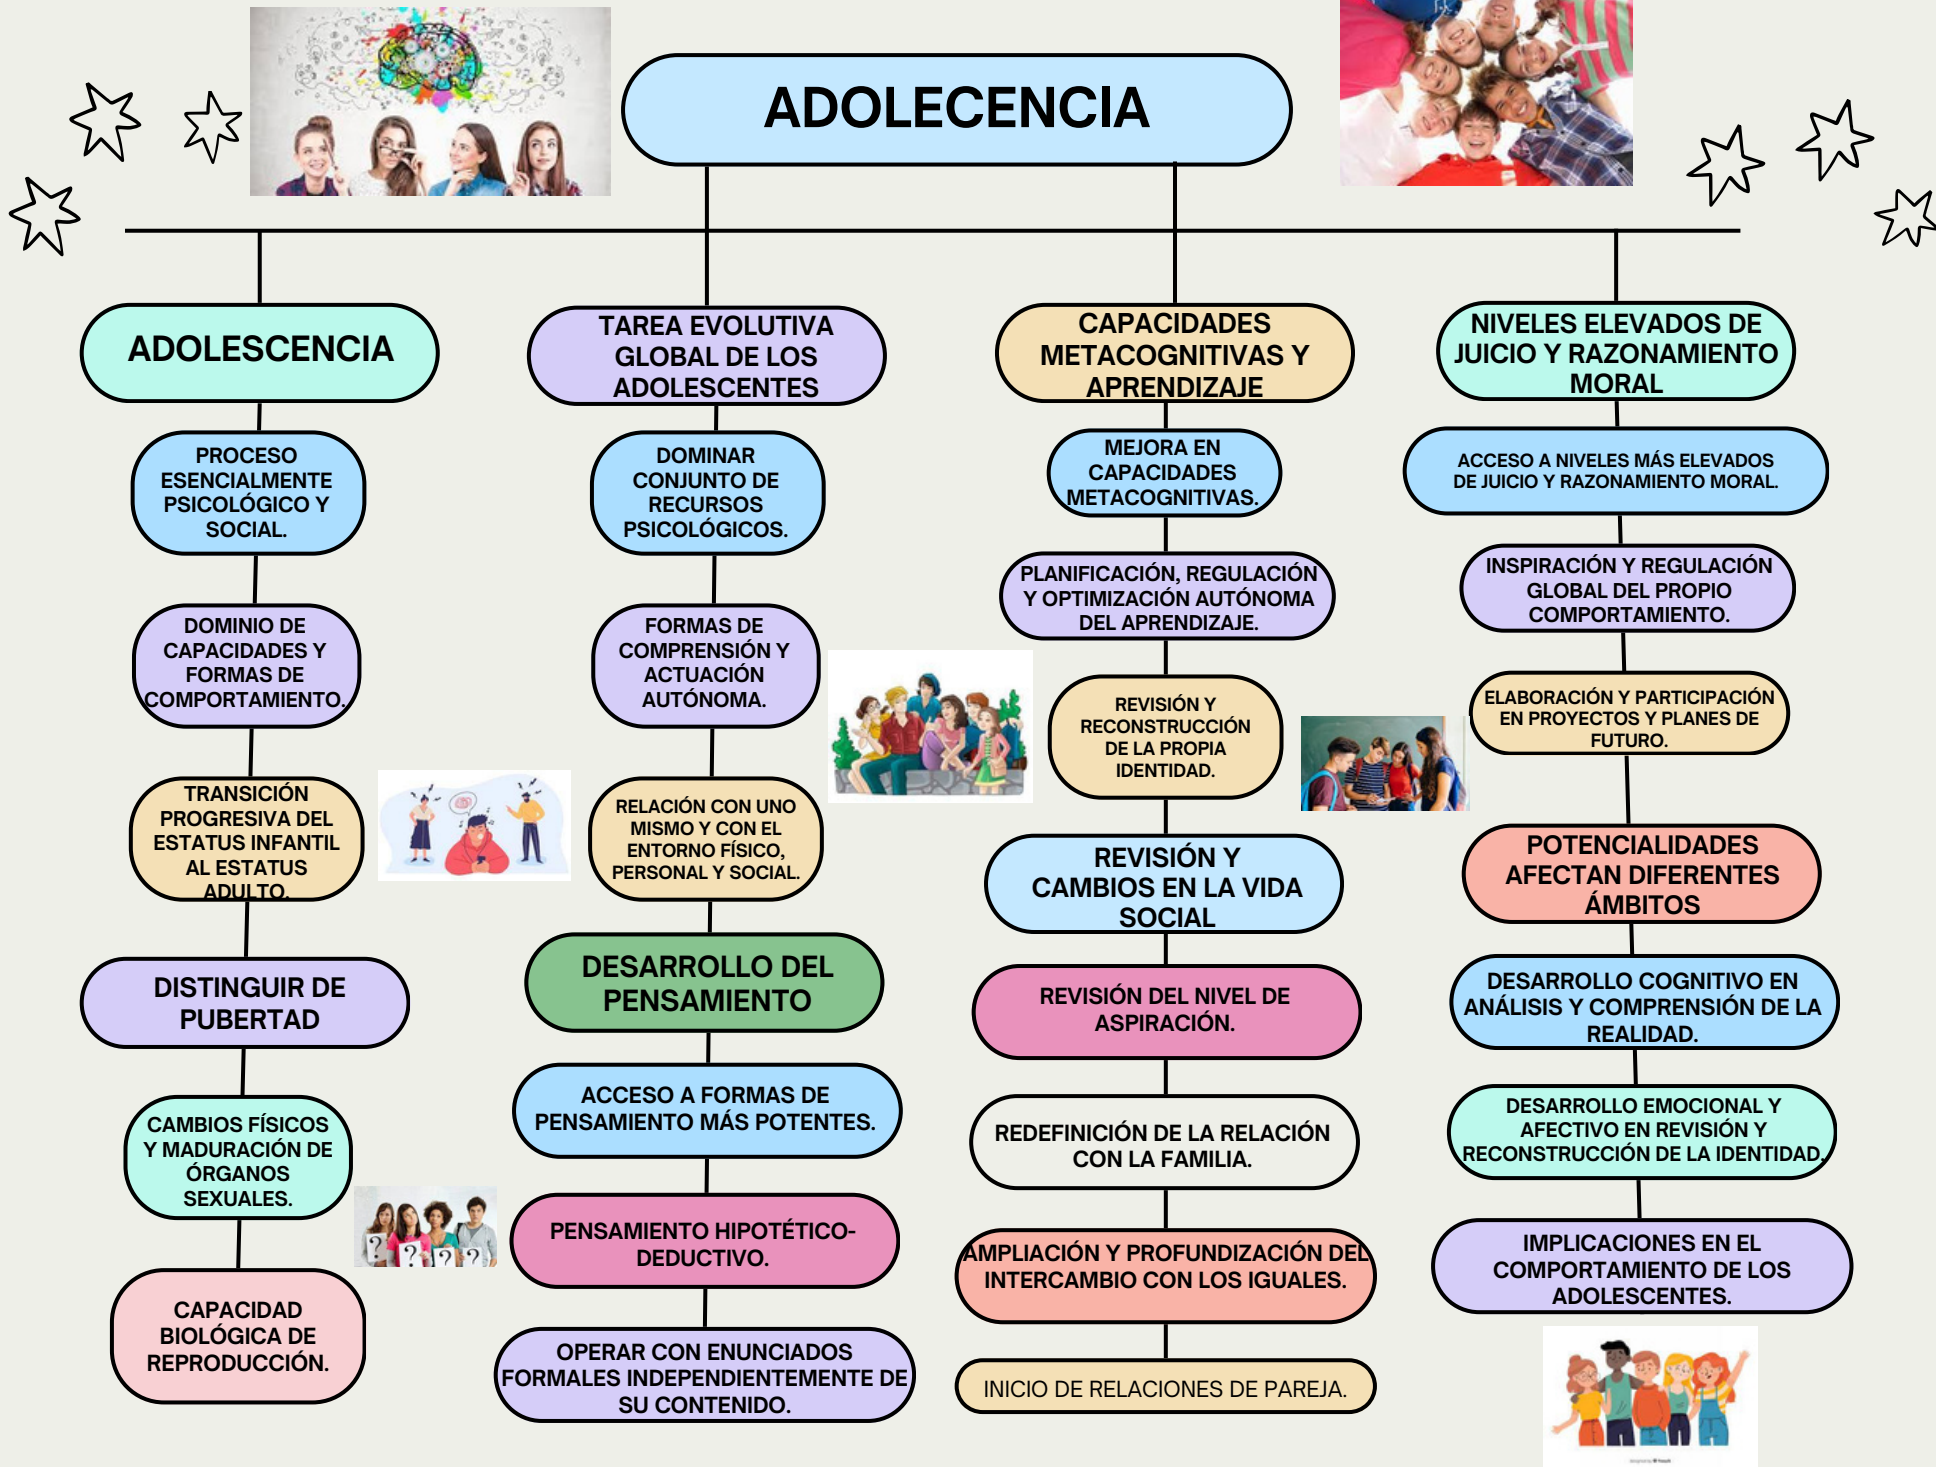 ADOLECENCIA
ADOLESCENCIA
PROCESO
ESENCIALMENTE
PSICOLÓGICO Y
SOCIAL.
DOMINIO DE
CAPACIDADES Y
FORMAS DE
COMPORTAMIENTO.
TRANSICIÓN
PROGRESIVA DEL
ESTATUS INFANTIL
AL ESTATUS
ADULTO.
DISTINGUIR DE
PUBERTAD
CAMBIOS FÍSICOS
Y MADURACIÓN DE
ÓRGANOS
SEXUALES.
CAPACIDAD
BIOLÓGICA DE
REPRODUCCIÓN.
TAREA EVOLUTIVA
GLOBAL DE LOS
ADOLESCENTES
DOMINAR
CONJUNTO DE
RECURSOS
PSICOLÓGICOS.
FORMAS DE
COMPRENSIÓN Y
ACTUACIÓN
AUTÓNOMA.
RELACIÓN CON UNO
MISMO Y CON EL
ENTORNO FÍSICO,
PERSONAL Y SOCIAL.
DESARROLLO DEL
PENSAMIENTO
ACCESO A FORMAS DE
PENSAMIENTO MÁS POTENTES.
PENSAMIENTO HIPOTÉTICO-
DEDUCTIVO.
OPERAR CON ENUNCIADOS
FORMALES INDEPENDIENTEMENTE DE
SU CONTENIDO.
? ? ? ?
CAPACIDADES
METACOGNITIVAS Y
APRENDIZAJE
MEJORA EN
CAPACIDADES
METACOGNITIVAS.
PLANIFICACIÓN, REGULACIÓN
Y OPTIMIZACIÓN AUTÓNOMA
DEL APRENDIZAJE.
REVISIÓN Y
RECONSTRUCCIÓN
DE LA PROPIA
IDENTIDAD.
REVISIÓN Y
CAMBIOS EN LA VIDA
SOCIAL
REVISIÓN DEL NIVEL DE
ASPIRACIÓN.
REDEFINICIÓN DE LA RELACIÓN
CON LA FAMILIA.
AMPLIACIÓN Y PROFUNDIZACIÓN DEL
INTERCAMBIO CON LOS IGUALES.
INICIO DE RELACIONES DE PAREJA.
NIVELES ELEVADOS DE
JUICIO Y RAZONAMIENTO
MORAL
ACCESO A NIVELES MÁS ELEVADOS
DE JUICIO Y RAZONAMIENTO MORAL.
INSPIRACIÓN Y REGULACIÓN
GLOBAL DEL PROPIO
COMPORTAMIENTO.
ELABORACIÓN Y PARTICIPACIÓN
EN PROYECTOS Y PLANES DE
FUTURO.
POTENCIALIDADES
AFECTAN DIFERENTES
ÁMBITOS
DESARROLLO COGNITIVO EN
ANÁLISIS Y COMPRENSIÓN DE LA
REALIDAD.
DESARROLLO EMOCIONAL Y
AFECTIVO EN REVISIÓN Y
RECONSTRUCCIÓN DE LA IDENTIDAD.
IMPLICACIONES EN EL
COMPORTAMIENTO DE LOS
ADOLESCENTES.